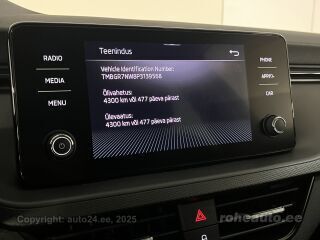 Teenindus
RADIO
MEDIA
MENU
PHONE
CAR
Vehicle Identification Number:
Õlivahetus:
4300 km või 477 päeva pärast
Ülevaatus:
4300 km või 477 päeva pärast
Copyright auto24.ee, 2025
roheauto.ee